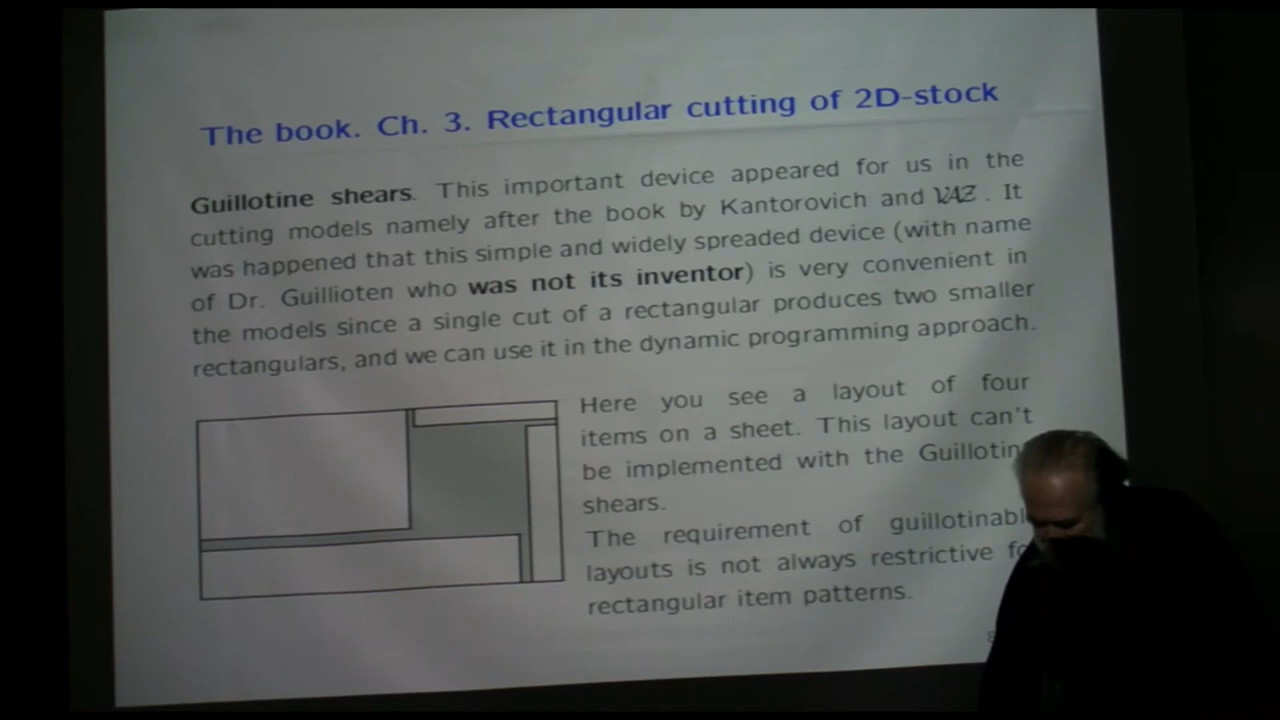 The book. Ch. 3. Rectangular cutting of 2D-stock
Guillotine shears. This important device appeared for us in the
cutting models namely after the book by Kantorovich and VAZ . It
was happened that this simple and widely spreaded device (with name
of Dr. Guillioten who was not its inventor) is very convenient in
the models since a single cut of a rectangular produces two smaller
rectangulars, and we can use it in the dynamic programming approach.
Here you see a layout of four
items on a sheet. This layout can't
be implemented with the Guillotin
shears.
The requirement of guillotinabl
layouts is not always restrictive fo
rectangular item patterns.
8